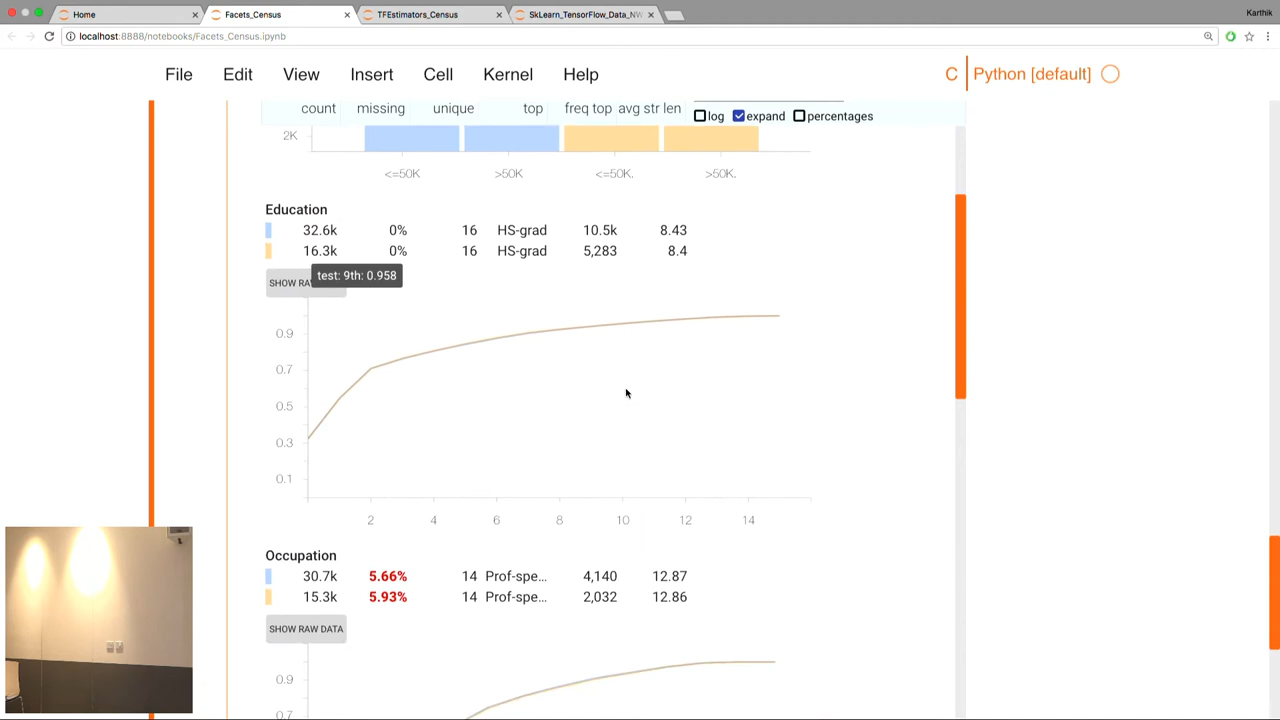 Home
Facets_Census
TFEstimators_Census
SkLearn_TensorFlow_Data_NW
Karthik
localhost:8888/notebooks/Facets_Census.ipynb
File Edit View Insert Cell Kernel Help
C Python [default]
count missing unique top freq top avg str len
log expand percentages
2K
<=50K >50K <=50K. >50K.
Education
32.6k 0% 16 HS-grad 10.5k 8.43
16.3k 0% 16 HS-grad 5,283 8.4
test: 9th: 0.958
SHOW RA
0.9
0.7
0.5
0.3
0.1
2 4 6 8 10 12 14
Occupation
30.7k 5.66% 14 Prof-spe... 4,140 12.87
15.3k 5.93% 14 Prof-spe... 2,032 12.86
SHOW RAW DATA
0.9
0.7